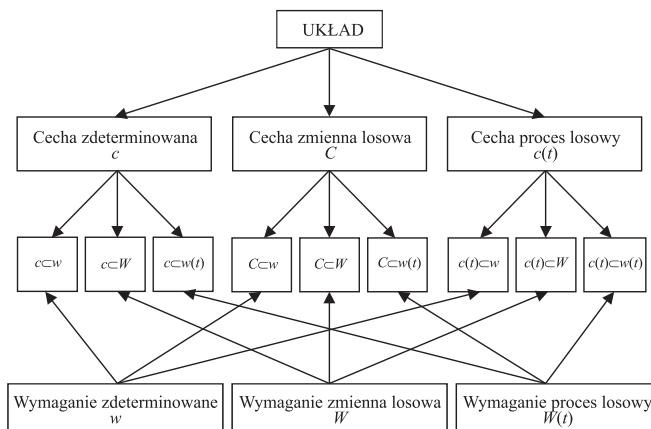 UKŁAD
Cecha zdeterminowana
c
Cecha zmienna losowa
C
Cecha proces losowy
c(t)
c⊂w
c⊂W
c⊂w(t)
C⊂w
C⊂W
C⊂w(t)
c(t)⊂w
c(t)⊂W
c(t)⊂w(t)
Wymaganie zdeterminowane
w
Wymaganie zmienna losowa
W
Wymaganie proces losowy
W(t)